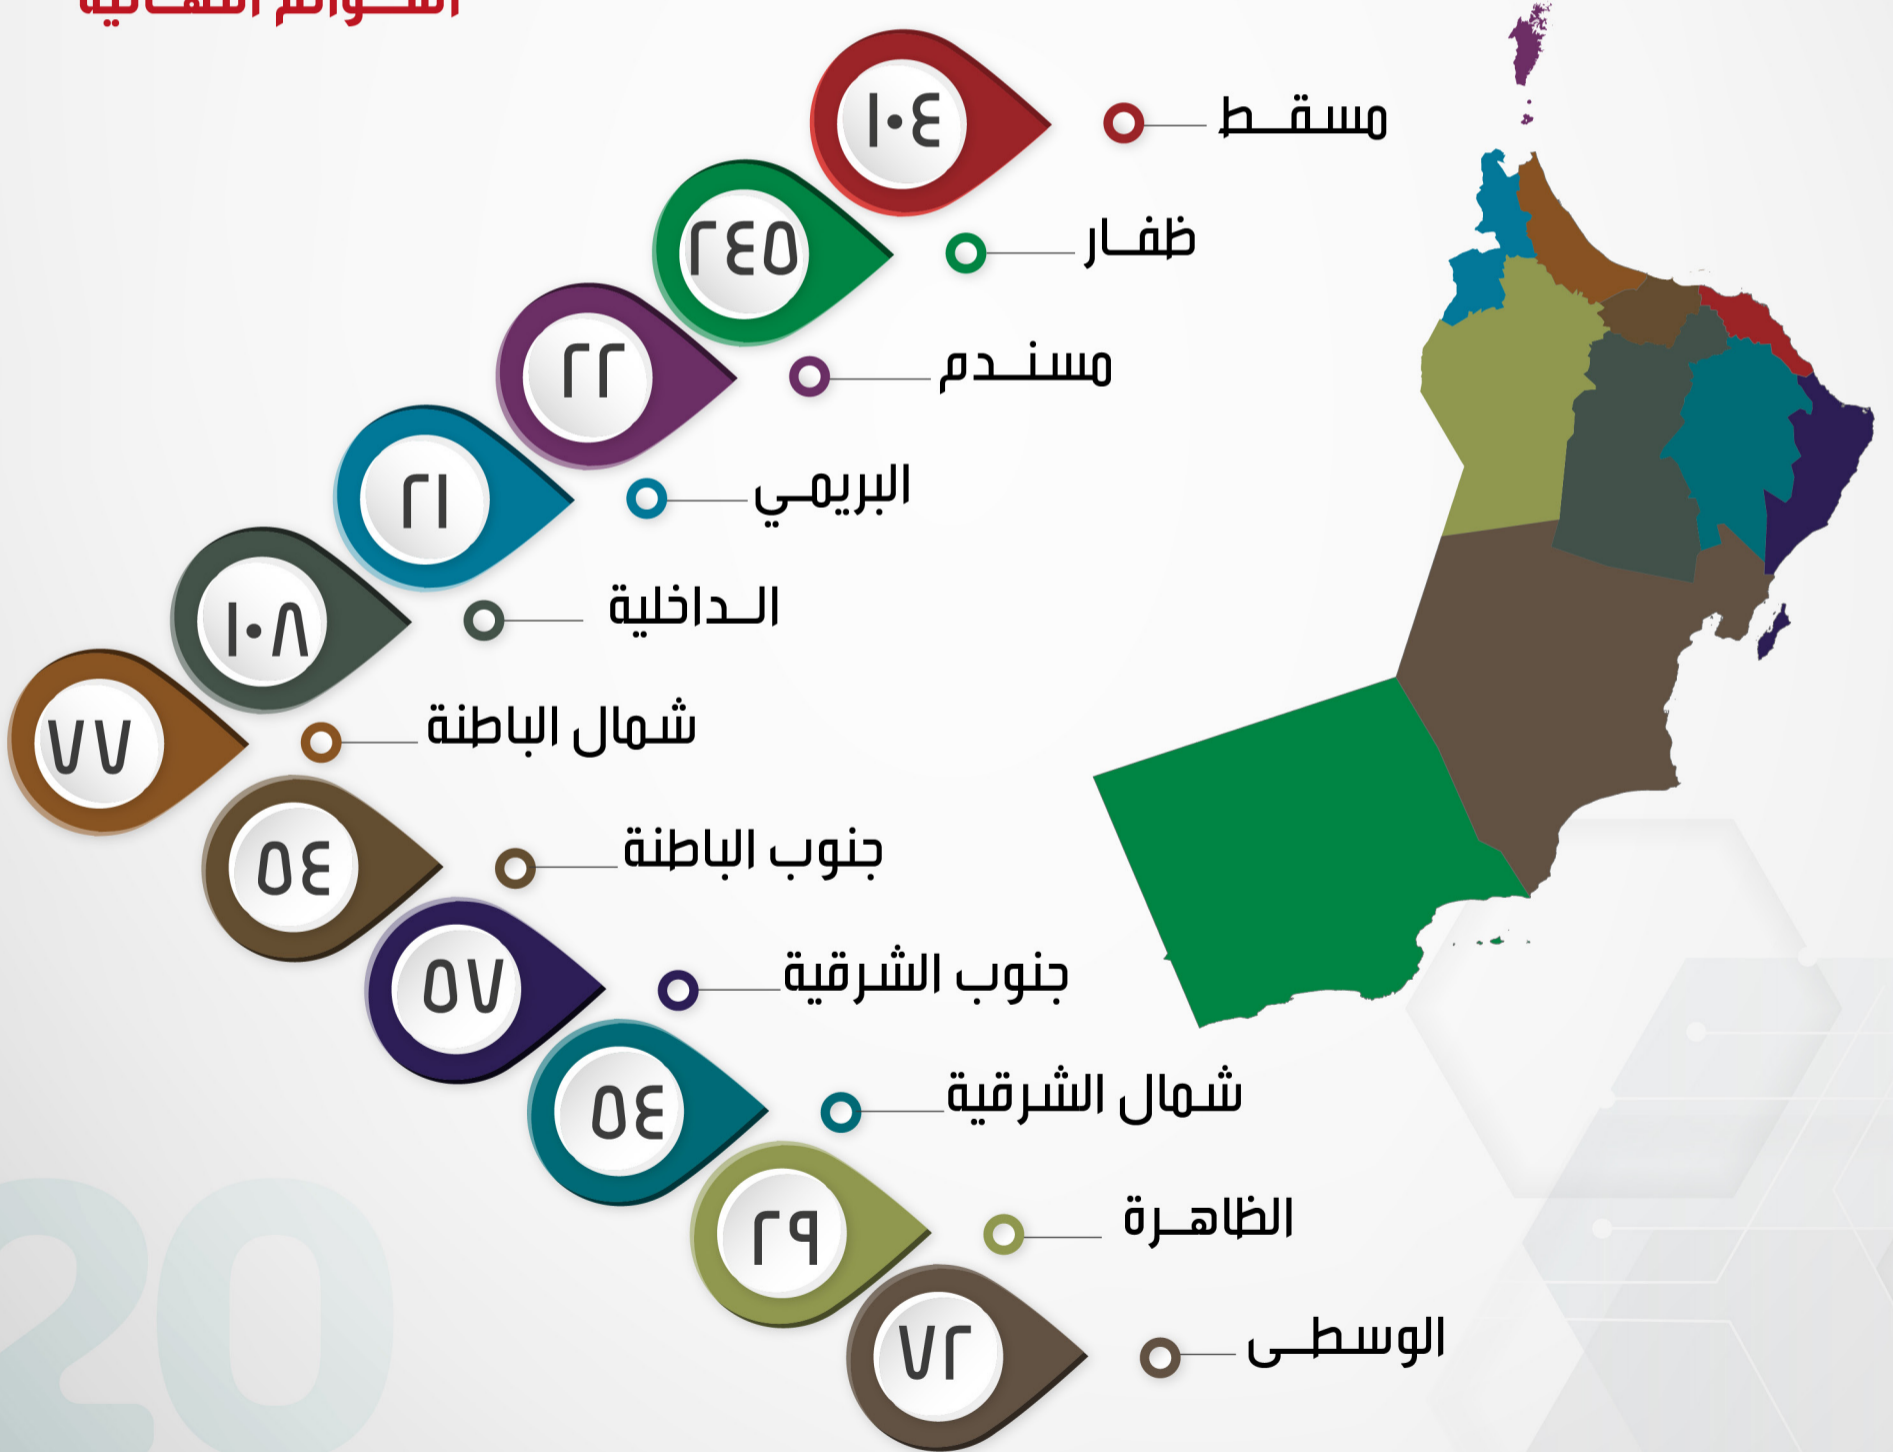 ١٠٤ مسقط
٢٤٥ ظفار
٢٢ مسندم
٢١ البريمي
١٠٨ الداخلية
٧٧ شمال الباطنة
٥٤ جنوب الباطنة
٥٧ جنوب الشرقية
٥٤ شمال الشرقية
٢٩ الظاهرة
٧٢ الوسطى
20